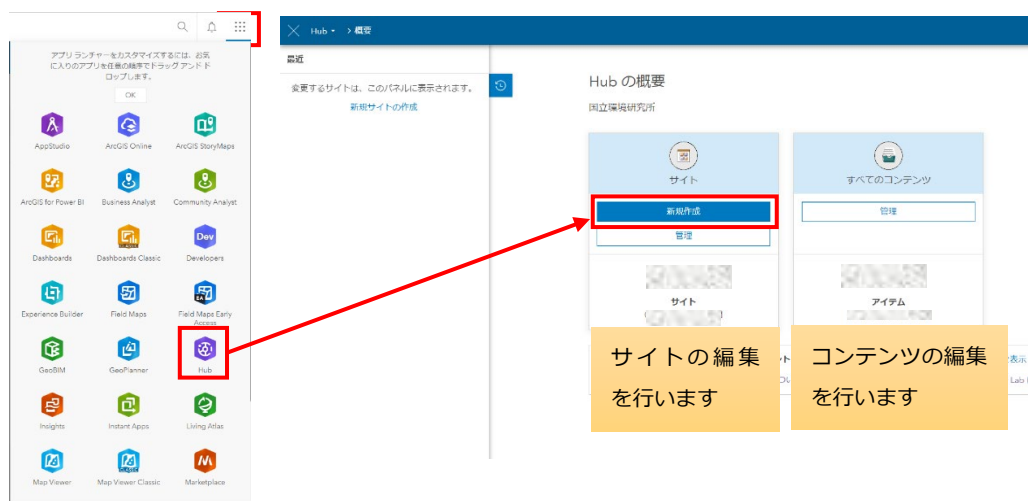 アプリ ランチャーをカスタマイズするには、お気
に入りのアプリを任意の順序でドラッグ アンド ド
ロップします。
OK
AppStudio
ArcGIS Online
ArcGIS StoryMaps
ArcGIS for Power BI
Business Analyst
Community Analyst
Dashboards
Dashboards Classic
Dev
Developers
Experience Builder
Field Maps
EA
Field Maps Early
Access
GeoBIM
GeoPlanner
Hub
Insights
Instant Apps
Living Atlas
Map Viewer
Map Viewer Classic
Marketplace
Hub
> 概要
最近
変更するサイトは、このパネルに表示されます。
新規サイトの作成
Hub の概要
国立環境研究所
サイト
新規作成
管理
サイト
すべてのコンテンツ
管理
アイテム
サイトの編集
を行います
コンテンツの編集
を行います
表示
Lab